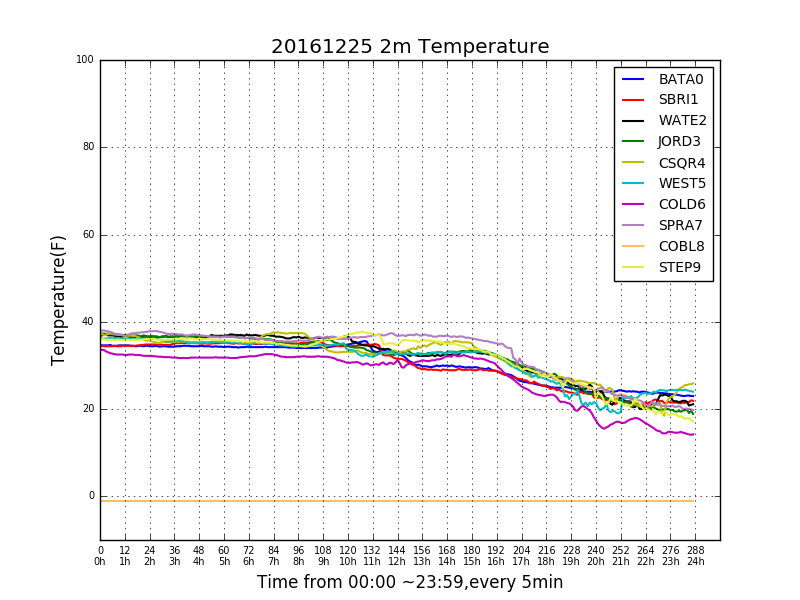 20161225 2m Temperature
100
80
60
40
20
0
Temperature(F)
BATA0
SBRI1
WATE2
JORD3
CSQR4
WEST5
COLD6
SPRA7
COBL8
STEP9
0 12 24 36 48 60 72 84 96 108 120 132 144 156 168 180 192 204 216 228 240 252 264 276 288
0h 1h 2h 3h 4h 5h 6h 7h 8h 9h 10h 11h 12h 13h 14h 15h 16h 17h 18h 19h 20h 21h 22h 23h 24h
Time from 00:00 ~23:59,every 5min